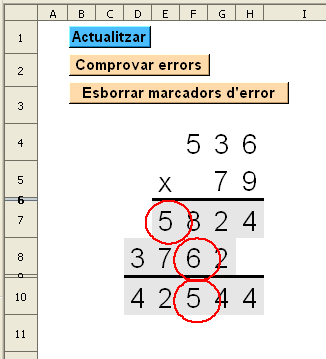 A B C D E F G H I
1 Actualitzar
2 Comprovar errors
3 Esborrar marcadors d'error
4 5 3 6
5 x 7 9
6
7 5 8 2 4
8 3 7 6 2
9
10 4 2 5 4 4
11